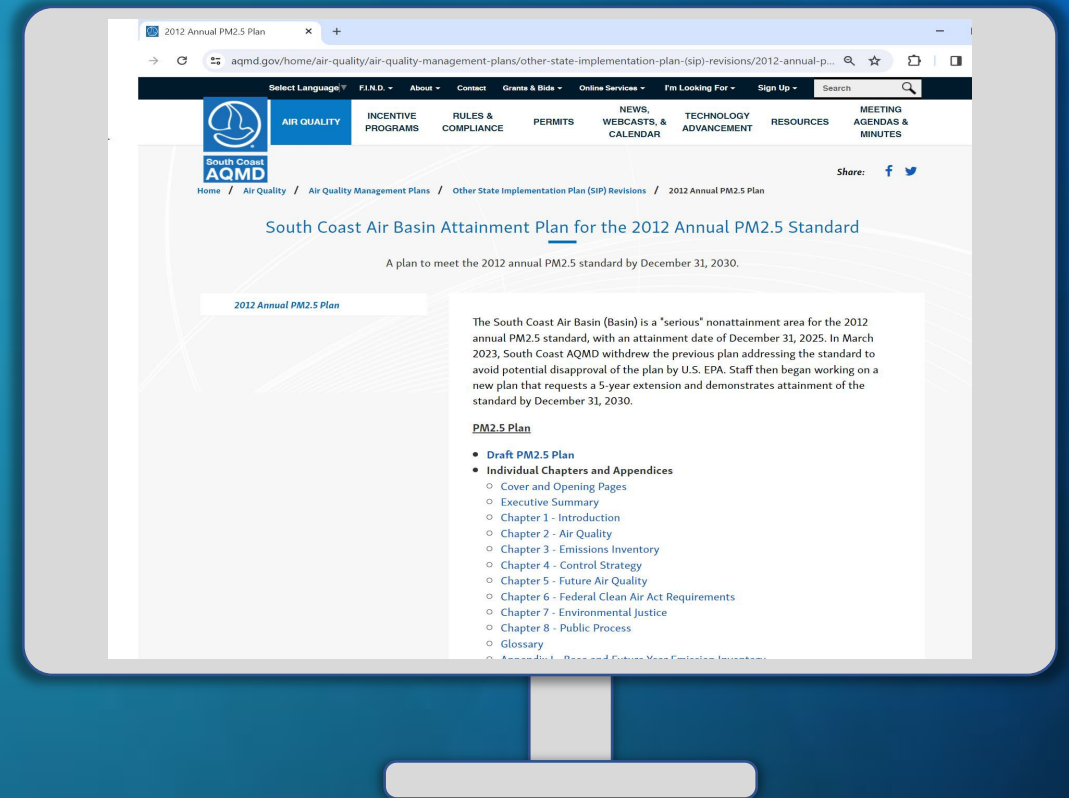 2012 Annual PM2.5 Plan
aqmd.gov/home/air-quality/air-quality-management-plans/other-state-implementation-plan-(sip)-revisions/2012-annual-p...
Select Language F.I.N.D. About Contact Grants & Bids Online Services I'm Looking For Sign Up Search
AIR QUALITY
INCENTIVE
PROGRAMS
RULES &
COMPLIANCE
PERMITS
NEWS,
WEBCASTS, &
CALENDAR
TECHNOLOGY
ADVANCEMENT
RESOURCES
MEETING
AGENDAS &
MINUTES
South Coast
AQMD
Share:
Home / Air Quality / Air Quality Management Plans / Other State Implementation Plan (SIP) Revisions / 2012 Annual PM2.5 Plan
South Coast Air Basin Attainment Plan for the 2012 Annual PM2.5 Standard
A plan to meet the 2012 annual PM2.5 standard by December 31, 2030.
2012 Annual PM2.5 Plan
The South Coast Air Basin (Basin) is a "serious" nonattainment area for the 2012
annual PM2.5 standard, with an attainment date of December 31, 2025. In March
2023, South Coast AQMD withdrew the previous plan addressing the standard to
avoid potential disapproval of the plan by U.S. EPA. Staff then began working on a
new plan that requests a 5-year extension and demonstrates attainment of the
standard by December 31, 2030.
PM2.5 Plan
Draft PM2.5 Plan
Individual Chapters and Appendices
Cover and Opening Pages
Executive Summary
Chapter 1 - Introduction
Chapter 2 - Air Quality
Chapter 3 - Emissions Inventory
Chapter 4 - Control Strategy
Chapter 5 - Future Air Quality
Chapter 6 - Federal Clean Air Act Requirements
Chapter 7 - Environmental Justice
Chapter 8 - Public Process
Glossary
Appendix I - Base and Future Year Emission Inventory